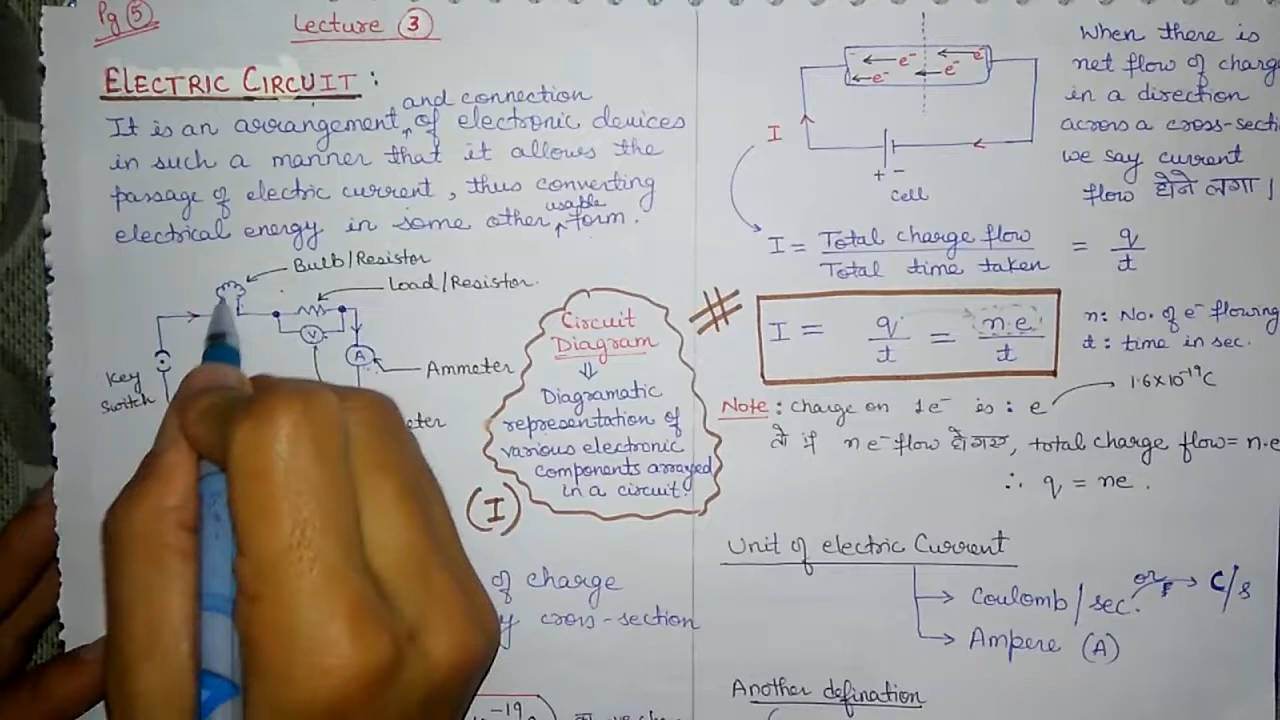 Pg 5
Lecture 3
ELECTRIC CIRCUIT:
and connection
It is an arrangement of electronic devices
in such a manner that it allows the
passage of electric current, thus converting
usable
electrical energy in some other form.
Bulb/Resistor
Load/Resistor.
V
A
Ammeter
Key
Switch
eter
Circuit
Diagram
⇓
Diagramatic
representation of
various electronic
components arrayed
in a circuit.
(I)
of charge
cross-section
-19
e- e-
e- e-
I
+ -
Cell
When there is
net flow of charge
in a direction
across a cross-secti
we say current
flow होने लगा।
I = Total charge flow / Total time taken = q/t
#
I = q/t = n.e/t
n: No. of e- flowing
t: time in sec.
1.6×10^-19 C
Note: charge on 1e- is: e
n e- flow total charge flow = n.e
∴ q = ne.
Unit of electric Current
→ Coulomb/sec. or → C/s
→ Ampere (A)
Another defination